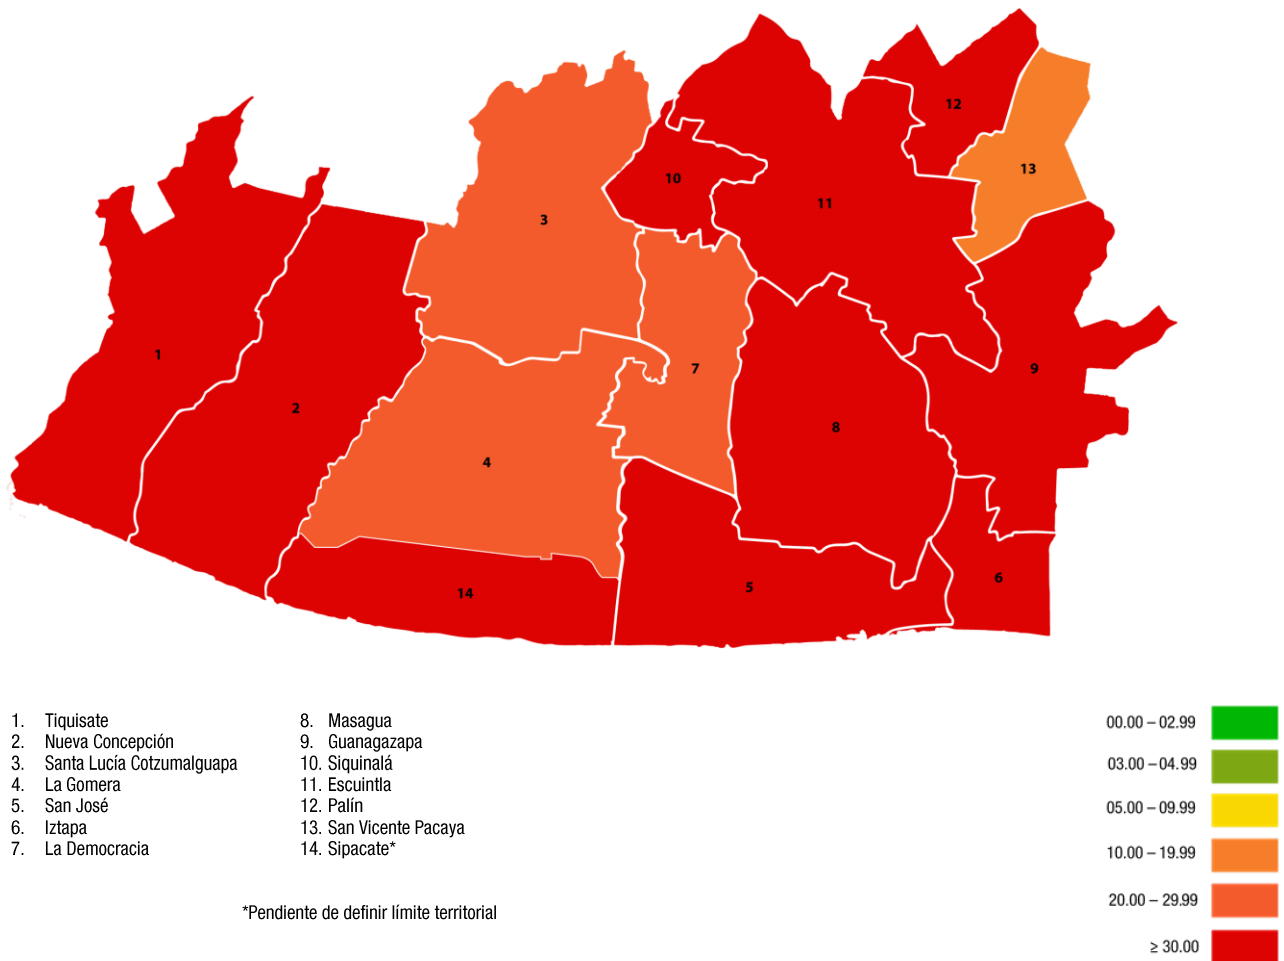 12
13
10
11
3
1
9
7
2
8
4
6
5
14
1. Tiquisate
2. Nueva Concepción
3. Santa Lucía Cotzumalguapa
4. La Gomera
5. San José
6. Iztapa
7. La Democracia
8. Masagua
9. Guanagazapa
10. Siquinalá
11. Escuintla
12. Palín
13. San Vicente Pacaya
14. Sipacate*
*Pendiente de definir límite territorial
00.00 – 02.99
03.00 – 04.99
05.00 – 09.99
10.00 – 19.99
20.00 – 29.99
≥ 30.00